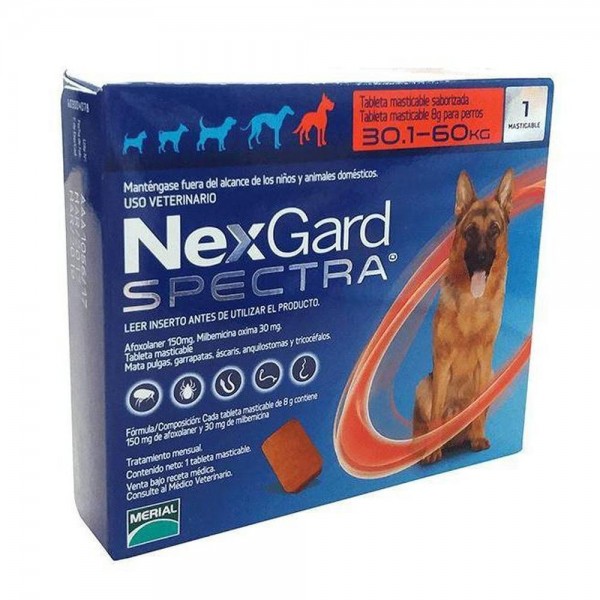 Tableta masticable saborizada
Tableta masticable 8g para perros
30.1-60KG
1
MASTICABLE
Manténgase fuera del alcance de los niños y animales domésticos.
USO VETERINARIO
NexGard
SPECTRA®
LEER INSERTO ANTES DE UTILIZAR EL PRODUCTO.
Afoxolaner 150mg. Milbemicina oxima 30 mg.
Tableta masticable
Mata pulgas, garrapatas, áscaris, anquilostomas y tricocéfalos.
Fórmula/Composición: Cada tableta masticable de 8 g contiene
150 mg de afoxolaner y 30 mg de milbemicina
Tratamiento mensual.
Contenido neto: 1 tableta masticable.
Venta bajo receta médica.
Consulte al Médico Veterinario.
MERIAL